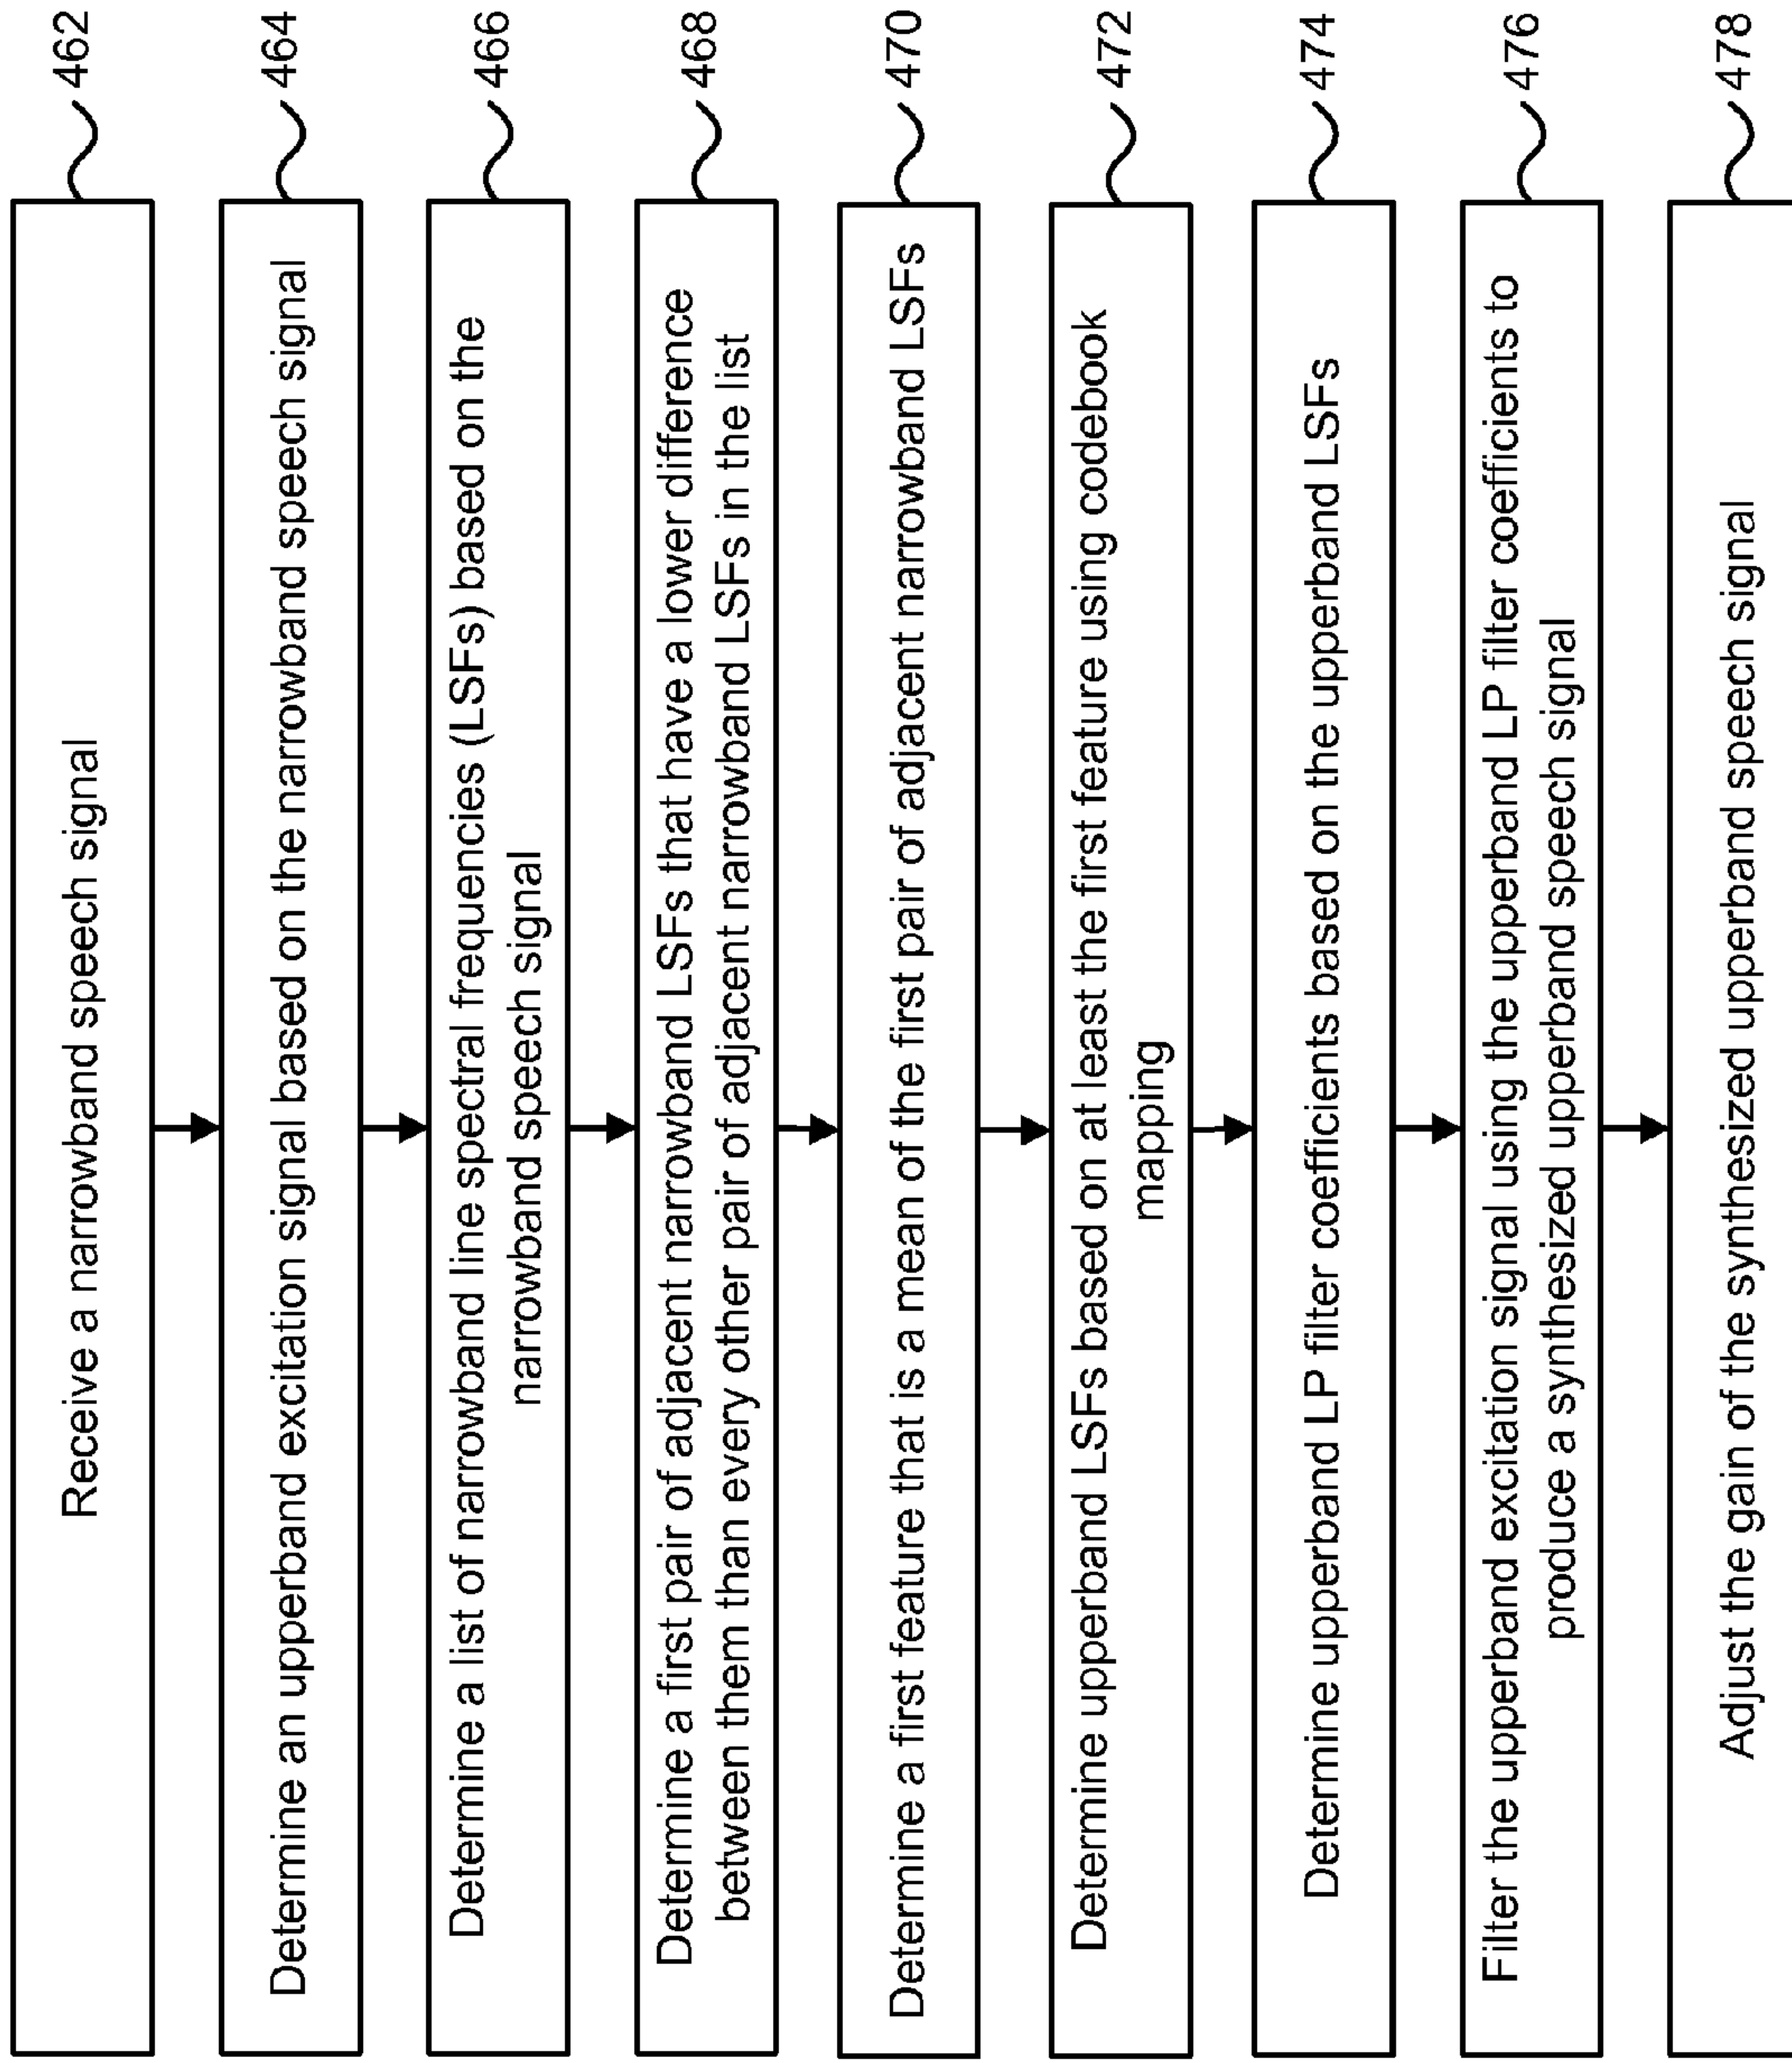 Receive a narrowband speech signal
462
Determine an upperband excitation signal based on the narrowband speech signal
464
Determine a list of narrowband line spectral frequencies (LSFs) based on the
narrowband speech signal
466
Determine a first pair of adjacent narrowband LSFs that have a lower difference
between them than every other pair of adjacent narrowband LSFs in the list
468
Determine a first feature that is a mean of the first pair of adjacent narrowband LSFs
470
Determine upperband LSFs based on at least the first feature using codebook
mapping
472
Determine upperband LP filter coefficients based on the upperband LSFs
474
Filter the upperband excitation signal using the upperband LP filter coefficients to
produce a synthesized upperband speech signal
476
Adjust the gain of the synthesized upperband speech signal
478